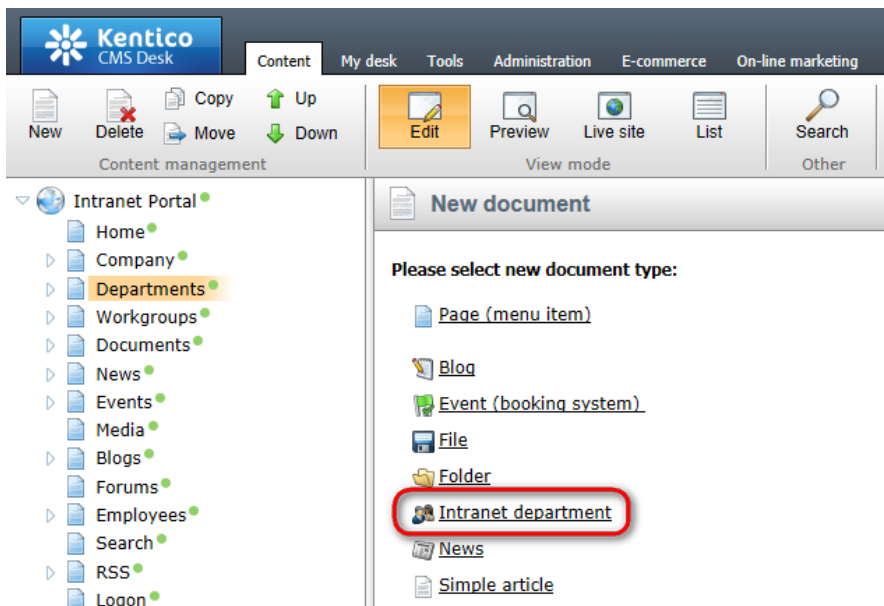 Kentico
CMS Desk
Content My desk Tools Administration E-commerce On-line marketing
New Delete Copy Move Up Down Edit Preview Live site List Search
Content management View mode Other
Intranet Portal
Home
Company
Departments
Workgroups
Documents
News
Events
Media
Blogs
Forums
Employees
Search
RSS
Logon
New document
Please select new document type:
Page (menu item)
Blog
Event (booking system)
File
Folder
Intranet department
News
Simple article